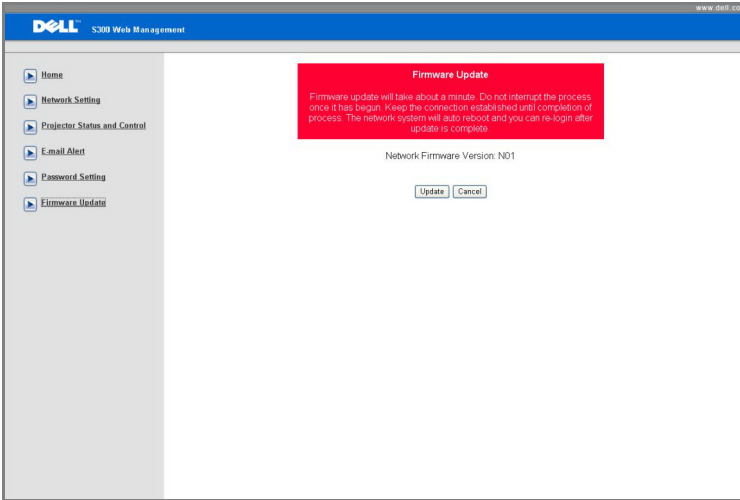 www.dell.co
DELL™ S300 Web Management
Home
Network Setting
Projector Status and Control
E-mail Alert
Password Setting
Firmware Update
Firmware Update
Firmware update will take about a minute. Do not interrupt the process
once it has begun. Keep the connection established until completion of
process. The network system will auto reboot and you can re-login after
update is complete.
Network Firmware Version: N01
Update Cancel